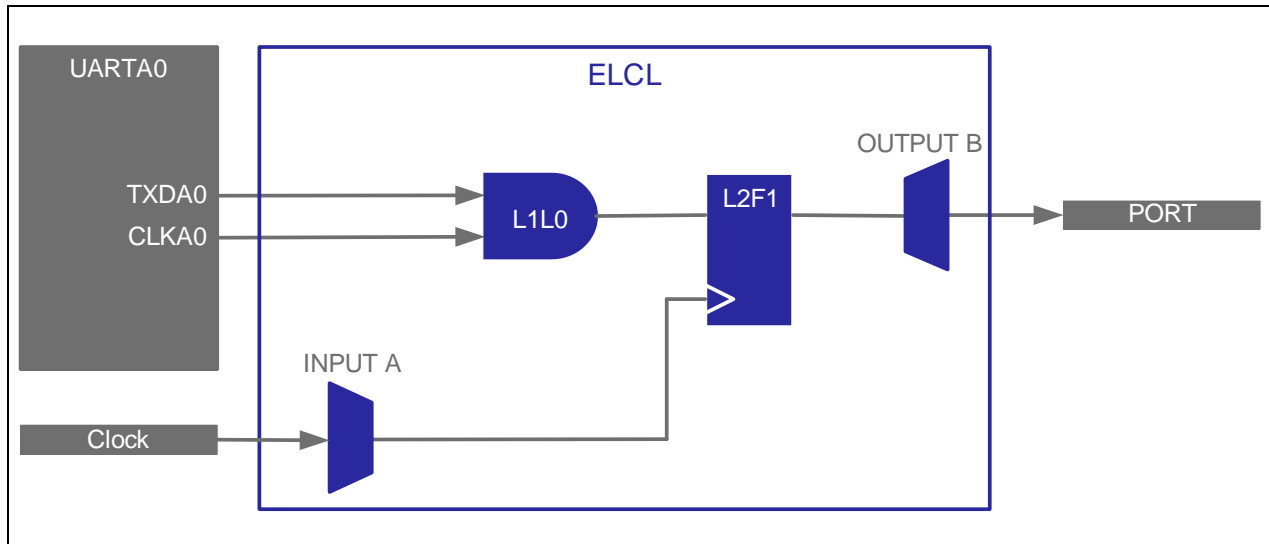 UARTA0
ELCL
OUTPUT B
TXDA0
CLKA0
L1L0
L2F1
PORT
INPUT A
Clock